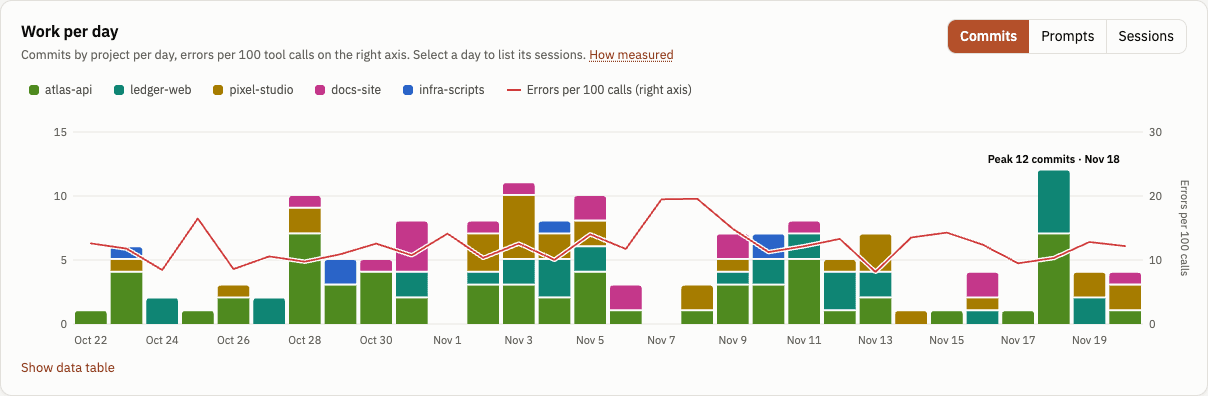 Work per day
Commits by project per day, errors per 100 tool calls on the right axis. Select a day to list its sessions. How measured
Commits Prompts Sessions
atlas-api ledger-web pixel-studio docs-site infra-scripts Errors per 100 calls (right axis)
15 30
Peak 12 commits · Nov 18
10 20
5 10
0 0
Errors per 100 calls
Oct 22 Oct 24 Oct 26 Oct 28 Oct 30 Nov 1 Nov 3 Nov 5 Nov 7 Nov 9 Nov 11 Nov 13 Nov 15 Nov 17 Nov 19
Show data table